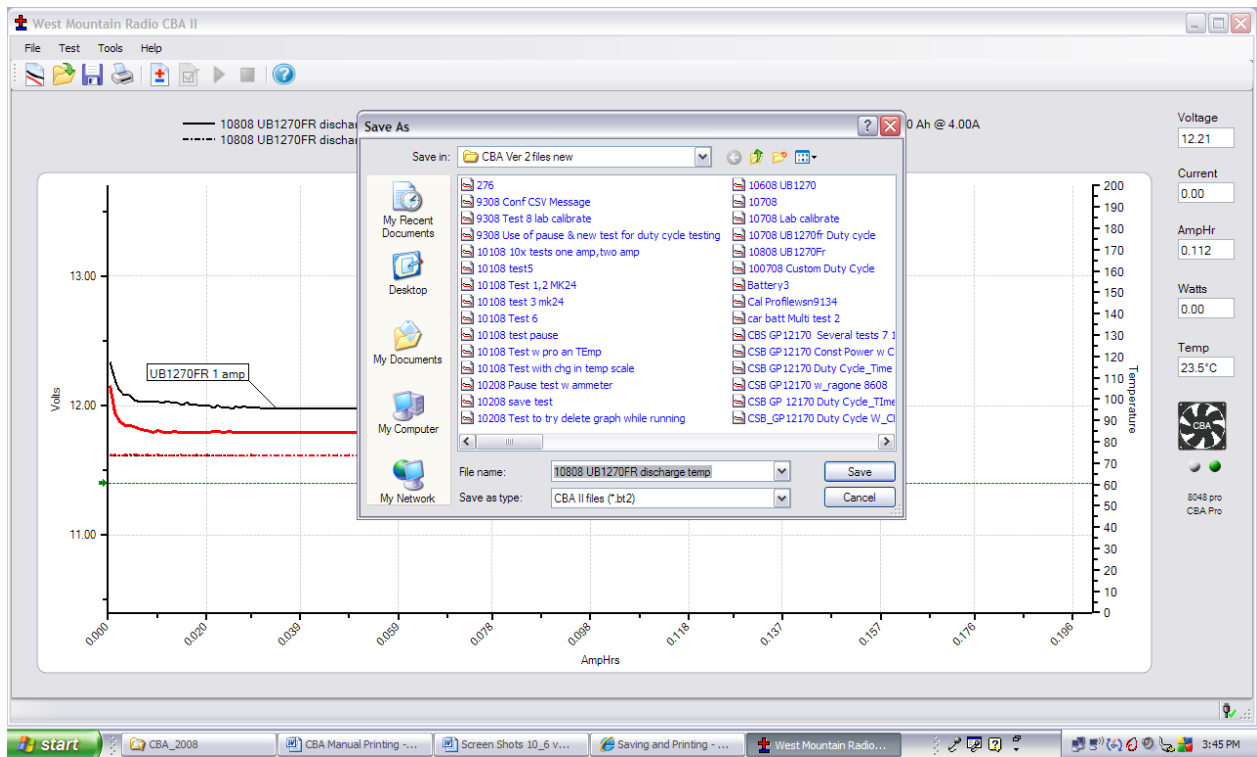 West Mountain Radio CBA II
File Test Tools Help
10808 UB1270FR discha
10808 UB1270FR dischar
0 Ah @ 4.00A
Save As
Save in: CBA Ver 2 files new
My Recent Documents
Desktop
My Documents
My Computer
My Network
276
9308 Conf CSV Message
9308 Test 8 lab calibrate
9308 Use of pause & new test for duty cycle testing
10108 10x tests one amp,two amp
10108 test5
10108 Test 1,2 MK24
10108 test 3 mk24
10108 Test 6
10108 test pause
10108 Test w pro an TEmp
10108 Test with chg in temp scale
10208 Pause test w ammeter
10208 save test
10208 Test to try delete graph while running
10608 UB1270
10708
10708 Lab calibrate
10708 UB1270fr Duty cycle
10808 UB1270Fr
100708 Custom Duty Cycle
Battery3
Cal Profilewsn9134
car batt Multi test 2
CBS GP12170 Several tests 7 1
CSB GP12170 Const Power w C
CSB GP12170 Duty Cycle_Time
CSB GP12170 w_ragone 8608
CSB GP 12170 Duty Cycle_TIme
CSB_GP12170 Duty Cycle W_Cl
File name: 10808 UB1270FR discharge temp
Save
Save as type: CBA II files (*.bt2)
Cancel
Volts
13.00
12.00
11.00
UB1270FR 1 amp
0.000 0.020 0.039 0.059 0.078 0.098 0.118 0.137 0.157 0.176 0.196
AmpHrs
200
190
180
170
160
150
140
130
120
110
100
90
80
70
60
50
40
30
20
10
0
Temperature
Voltage
12.21
Current
0.00
AmpHr
0.112
Watts
0.00
Temp
23.5°C
CBA
8048 pro
CBA Pro
start
CBA_2008
CBA Manual Printing -...
Screen Shots 10_6 v...
Saving and Printing - ...
West Mountain Radio...
3:45 PM